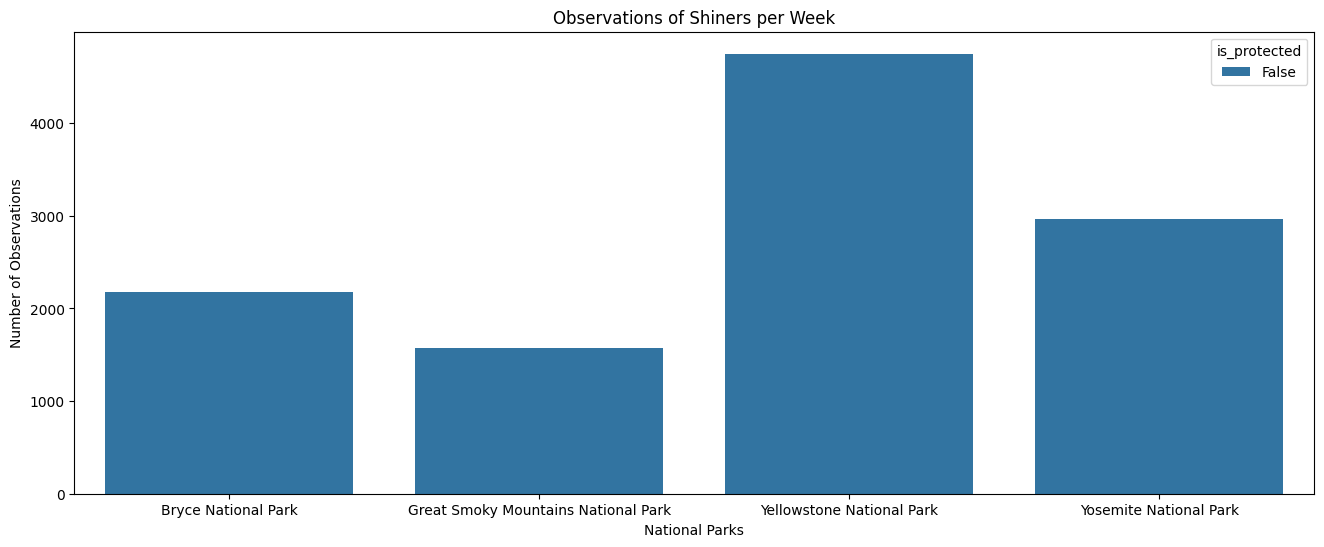 Observations of Shiners per Week
is_protected
False
Number of Observations
4000
3000
2000
1000
0
Bryce National Park
Great Smoky Mountains National Park
Yellowstone National Park
Yosemite National Park
National Parks